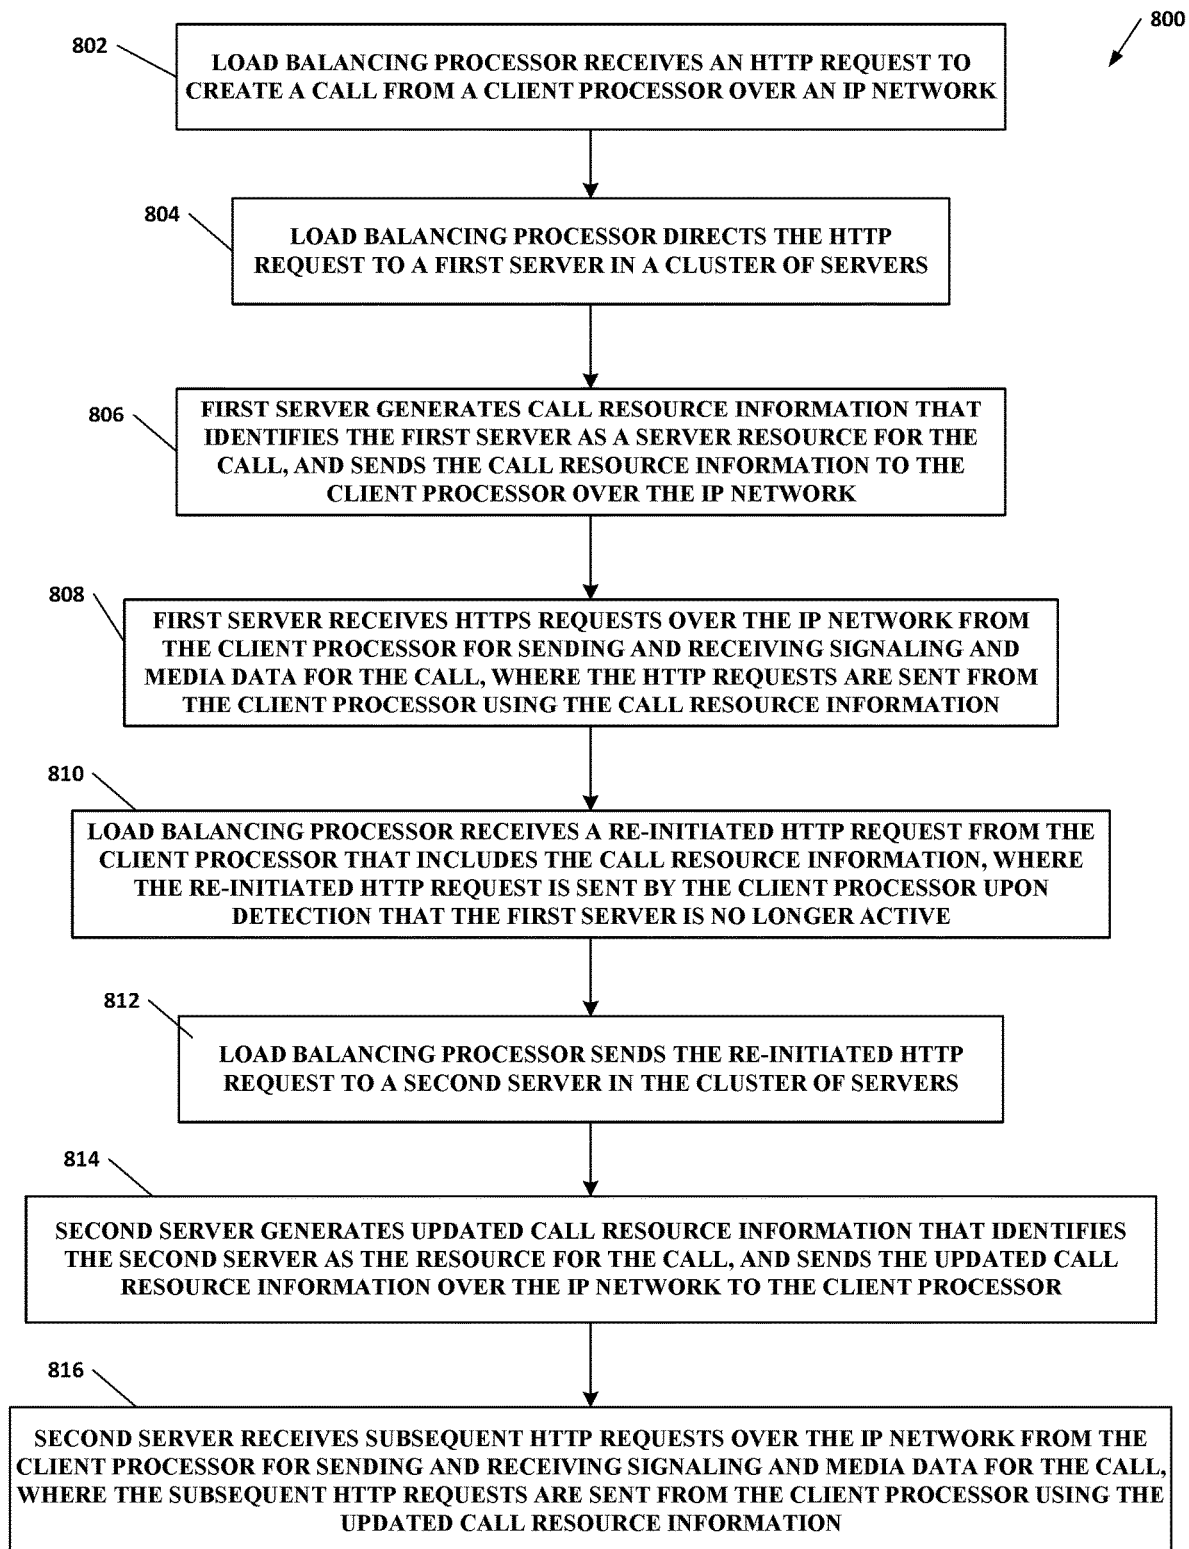 800
802
LOAD BALANCING PROCESSOR RECEIVES AN HTTP REQUEST TO
CREATE A CALL FROM A CLIENT PROCESSOR OVER AN IP NETWORK
804
LOAD BALANCING PROCESSOR DIRECTS THE HTTP
REQUEST TO A FIRST SERVER IN A CLUSTER OF SERVERS
806
FIRST SERVER GENERATES CALL RESOURCE INFORMATION THAT
IDENTIFIES THE FIRST SERVER AS A SERVER RESOURCE FOR THE
CALL, AND SENDS THE CALL RESOURCE INFORMATION TO THE
CLIENT PROCESSOR OVER THE IP NETWORK
808
FIRST SERVER RECEIVES HTTPS REQUESTS OVER THE IP NETWORK FROM
THE CLIENT PROCESSOR FOR SENDING AND RECEIVING SIGNALING AND
MEDIA DATA FOR THE CALL, WHERE THE HTTP REQUESTS ARE SENT FROM
THE CLIENT PROCESSOR USING THE CALL RESOURCE INFORMATION
810
LOAD BALANCING PROCESSOR RECEIVES A RE-INITIATED HTTP REQUEST FROM THE
CLIENT PROCESSOR THAT INCLUDES THE CALL RESOURCE INFORMATION, WHERE
THE RE-INITIATED HTTP REQUEST IS SENT BY THE CLIENT PROCESSOR UPON
DETECTION THAT THE FIRST SERVER IS NO LONGER ACTIVE
812
LOAD BALANCING PROCESSOR SENDS THE RE-INITIATED HTTP
REQUEST TO A SECOND SERVER IN THE CLUSTER OF SERVERS
814
SECOND SERVER GENERATES UPDATED CALL RESOURCE INFORMATION THAT IDENTIFIES
THE SECOND SERVER AS THE RESOURCE FOR THE CALL, AND SENDS THE UPDATED CALL
RESOURCE INFORMATION OVER THE IP NETWORK TO THE CLIENT PROCESSOR
816
SECOND SERVER RECEIVES SUBSEQUENT HTTP REQUESTS OVER THE IP NETWORK FROM THE
CLIENT PROCESSOR FOR SENDING AND RECEIVING SIGNALING AND MEDIA DATA FOR THE CALL,
WHERE THE SUBSEQUENT HTTP REQUESTS ARE SENT FROM THE CLIENT PROCESSOR USING THE
UPDATED CALL RESOURCE INFORMATION